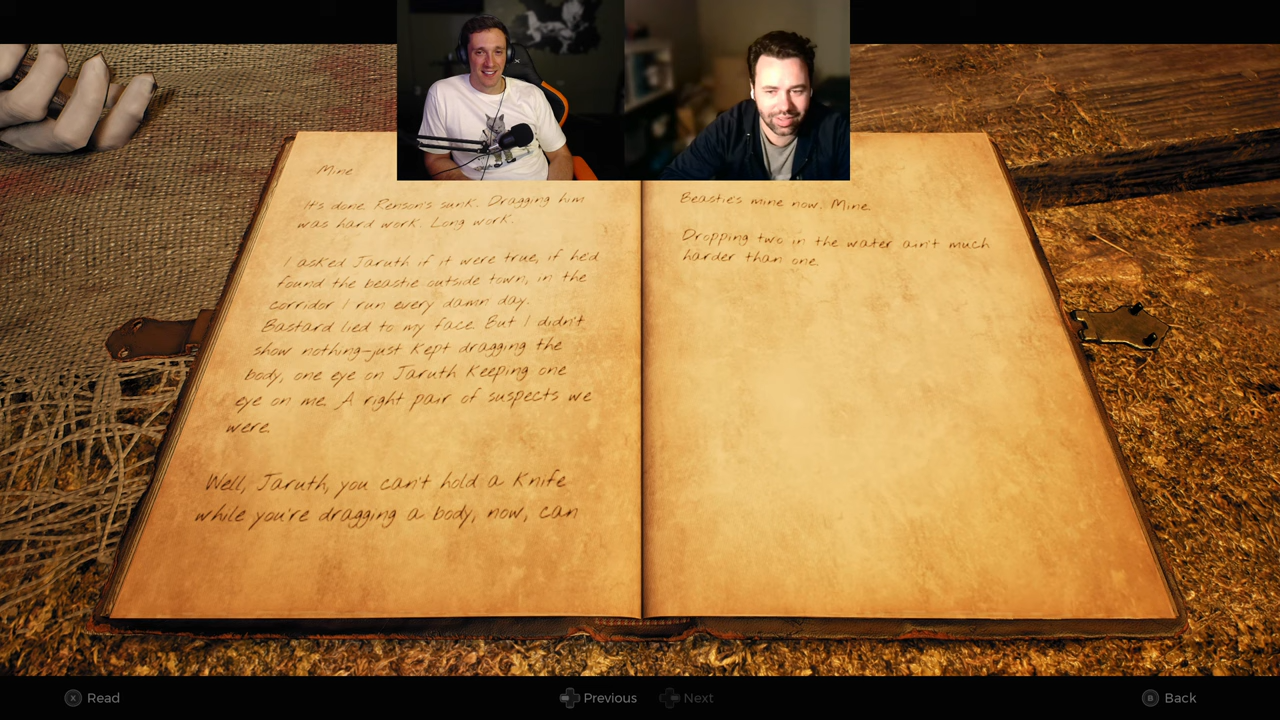 Mine
It's done. Renson's sunk. Dragging him
was hard work. Long work.
I asked Jaruth if it were true, if he'd
found the beastie outside town, in the
corridor I run every damn day.
Bastard lied to my face. But I didn't
show nothing—just kept dragging the
body, one eye on Jaruth keeping one
eye on me. A right pair of suspects we
were.
Well, Jaruth, you can't hold a knife
while you're dragging a body, now, can
Beastie's mine now. Mine.
Dropping two in the water ain't much
harder than one.
X Read
Previous
Next
B Back